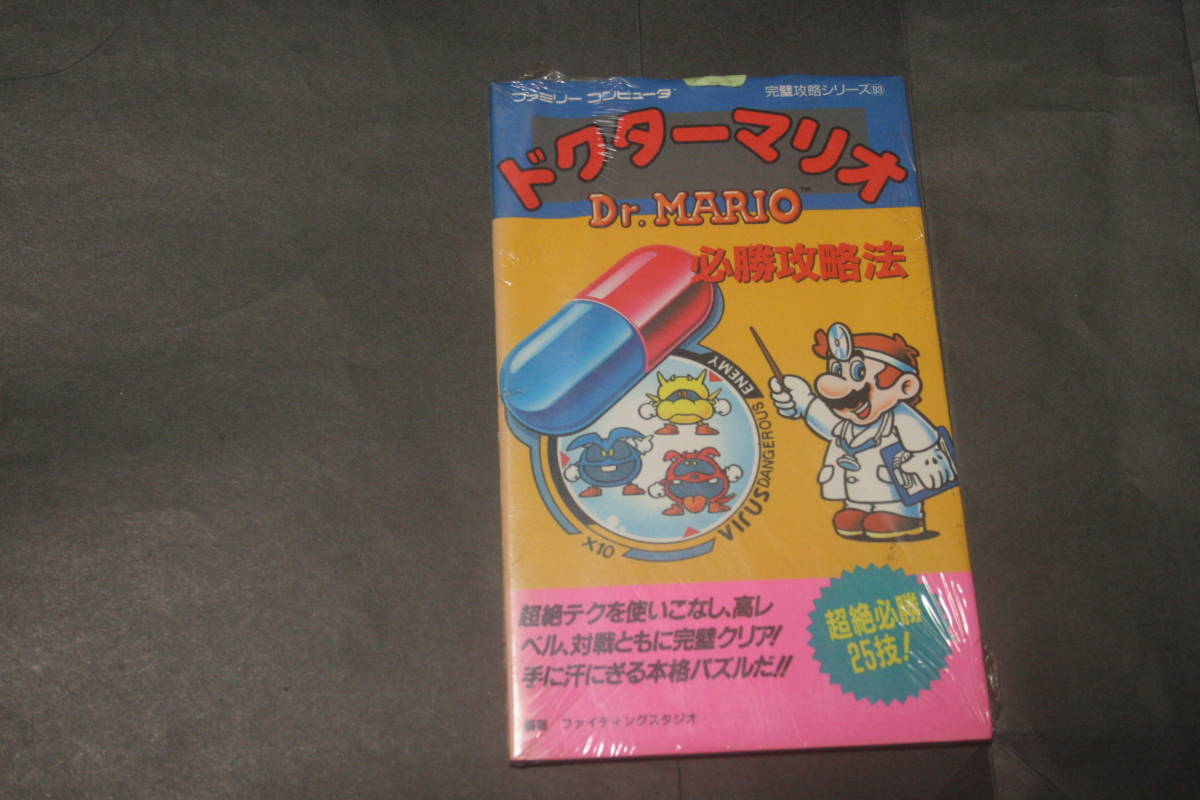 ファミリー コンピュータ
完璧攻略シリーズ93
ドクターマリオ
Dr. MARIO™
必勝攻略法
ENEMY
VIRUS DANGEROUS
X10
超絶テクを使いこなし、高レ
ベル、対戦ともに完璧クリア!
手に汗にぎる本格パズルだ!!
超絶必勝
25技!
編著 ファイティングスタジオ